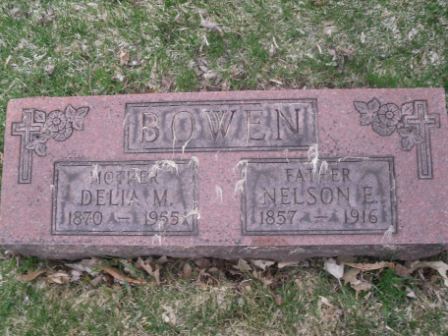 BOWEN
MOTHER
DELIA M.
1870 – 1955
FATHER
NELSON E.
1857 – 1916